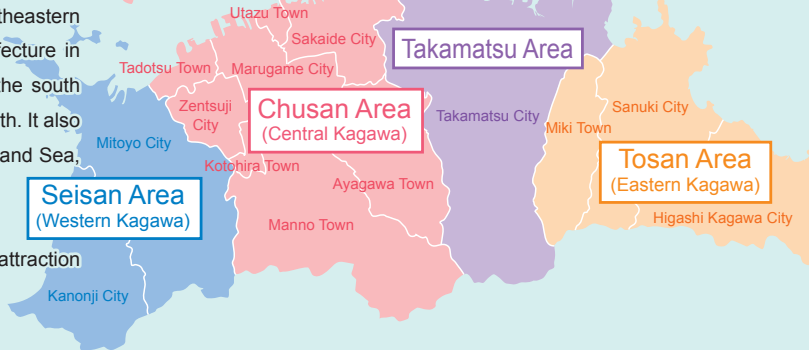 theastern
fecture in
the south
th. It also
and Sea,
attraction
Utazu Town
Sakaide City
Tadotsu Town
Marugame City
Takamatsu Area
Zentsuji
City
Chusan Area
(Central Kagawa)
Takamatsu City
Sanuki City
Miki Town
Mitoyo City
Kotohira Town
Tosan Area
(Eastern Kagawa)
Seisan Area
(Western Kagawa)
Ayagawa Town
Manno Town
Higashi Kagawa City
Kanonji City